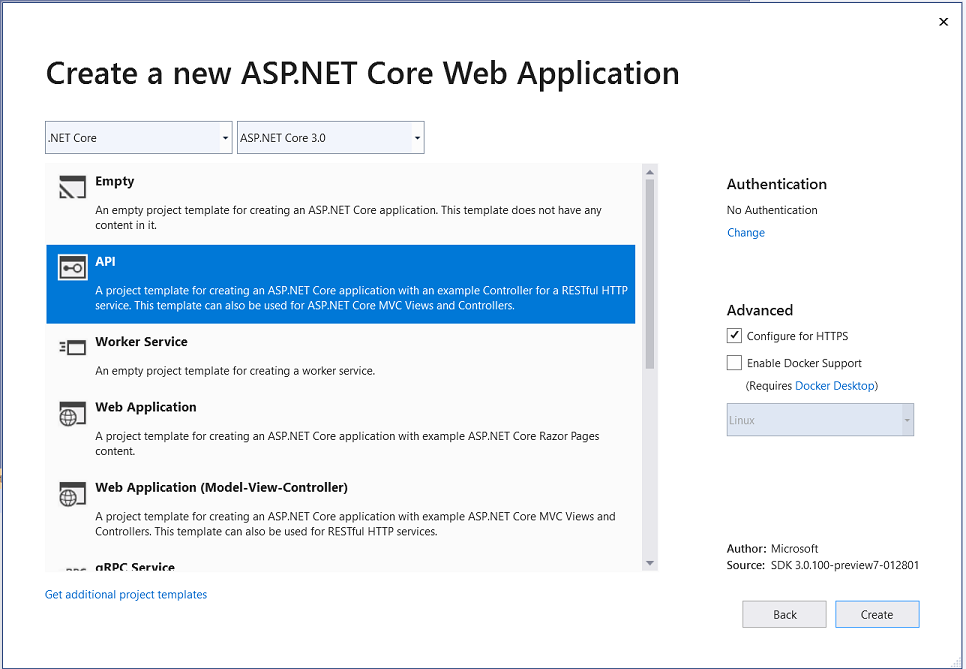 Create a new ASP.NET Core Web Application
.NET Core
ASP.NET Core 3.0
Empty
An empty project template for creating an ASP.NET Core application. This template does not have any
content in it.
API
A project template for creating an ASP.NET Core application with an example Controller for a RESTful HTTP
service. This template can also be used for ASP.NET Core MVC Views and Controllers.
Worker Service
An empty project template for creating a worker service.
Web Application
A project template for creating an ASP.NET Core application with example ASP.NET Core Razor Pages
content.
Web Application (Model-View-Controller)
A project template for creating an ASP.NET Core application with example ASP.NET Core MVC Views and
Controllers. This template can also be used for RESTful HTTP services.
gRPC Service
Get additional project templates
Authentication
No Authentication
Change
Advanced
Configure for HTTPS
Enable Docker Support
(Requires Docker Desktop)
Linux
Author: Microsoft
Source: SDK 3.0.100-preview7-012801
Back
Create